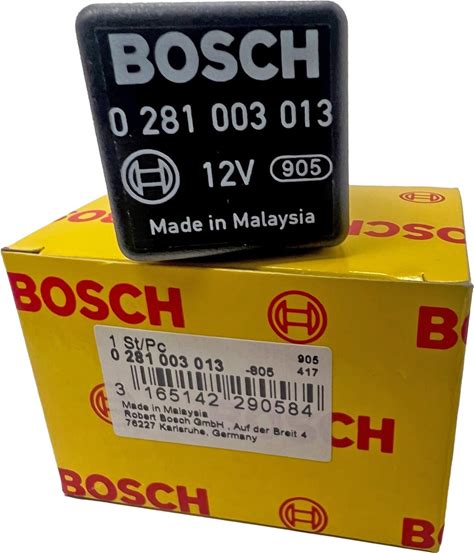 BOSCH
0 281 003 013
12V 905
Made in Malaysia
BOSCH
1 St/Pc
0 281 003 013 -805
905
417
3 165142 290584
Made in Malaysia
Robert Bosch GmbH , Auf der Breit 4
76227 Karlsruhe, Germany
BOSCH